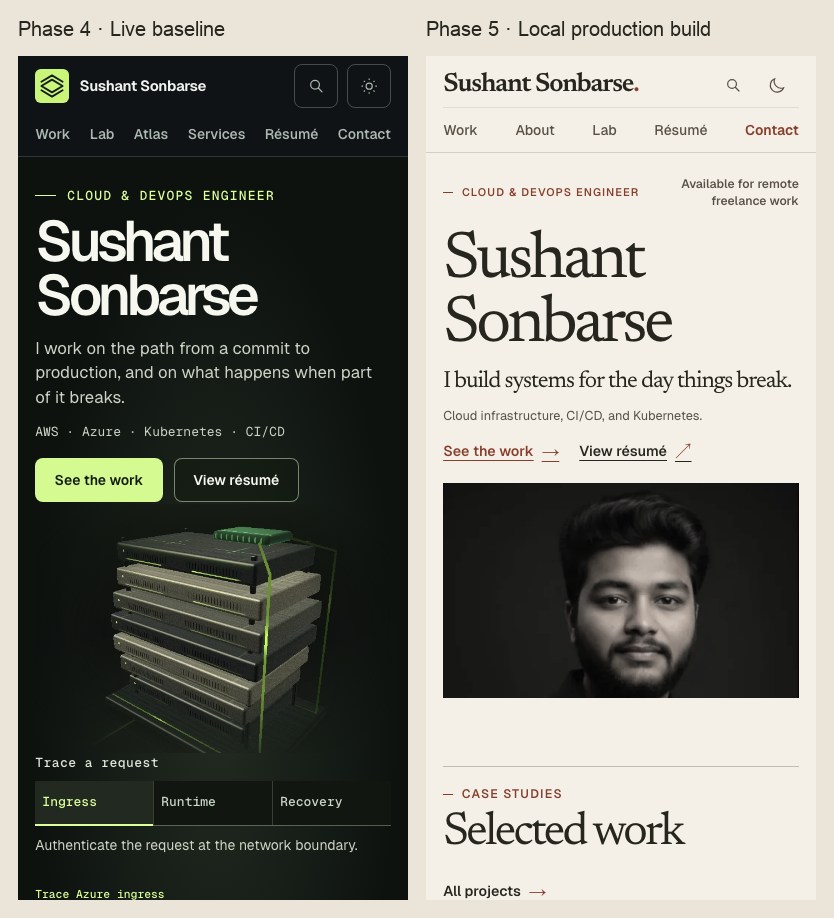 Phase 4 · Live baseline
Sushant Sonbarse
Work Lab Atlas Services Résumé Contact
CLOUD & DEVOPS ENGINEER
Sushant
Sonbarse
I work on the path from a commit to
production, and on what happens when part
of it breaks.
AWS · Azure · Kubernetes · CI/CD
See the work View résumé
Trace a request
Ingress Runtime Recovery
Authenticate the request at the network boundary.
Trace Azure ingress
Phase 5 · Local production build
Sushant Sonbarse.
Work About Lab Résumé Contact
— CLOUD & DEVOPS ENGINEER
Available for remote
freelance work
Sushant
Sonbarse
I build systems for the day things break.
Cloud infrastructure, CI/CD, and Kubernetes.
See the work → View résumé ↗
— CASE STUDIES
Selected work
All projects →